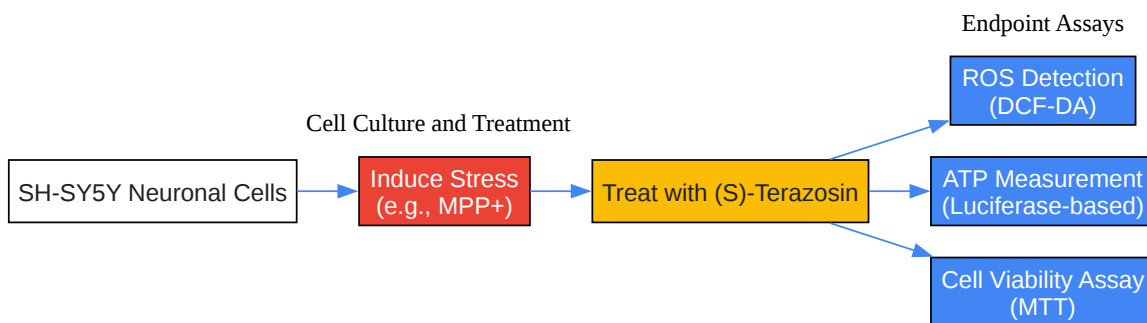 Endpoint Assays
ROS Detection
(DCF-DA)
Cell Culture and Treatment
SH-SY5Y Neuronal Cells
Induce Stress
(e.g., MPP+)
Treat with (S)-Terazosin
ATP Measurement
(Luciferase-based)
Cell Viability Assay
(MTT)